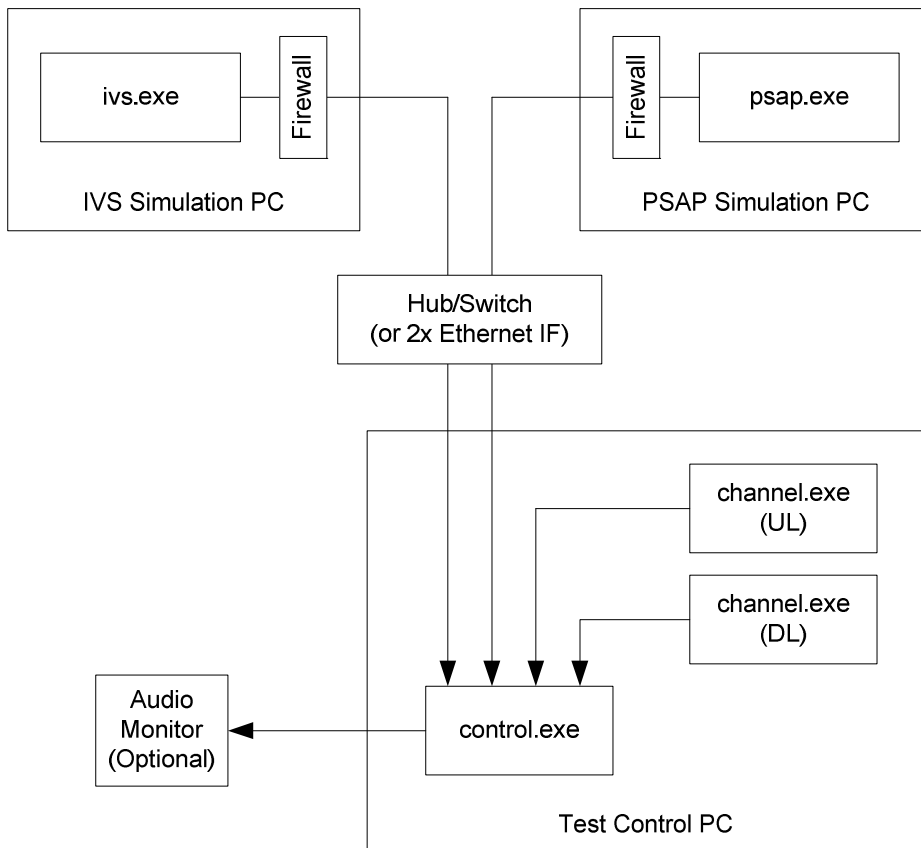 ivs.exe
Firewall
IVS Simulation PC
Firewall
psap.exe
PSAP Simulation PC
Hub/Switch
(or 2x Ethernet IF)
channel.exe
(UL)
channel.exe
(DL)
Audio
Monitor
(Optional)
control.exe
Test Control PC